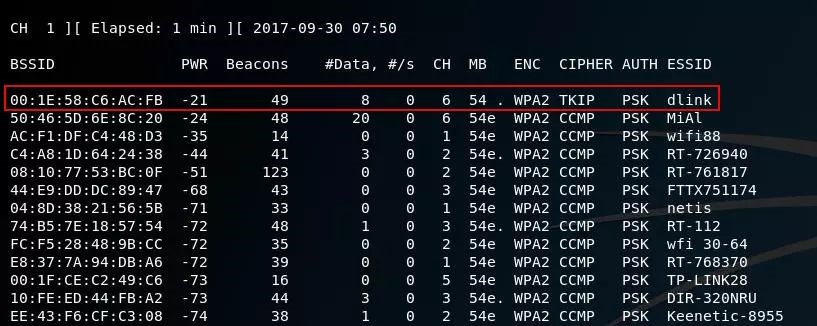 CH 1 ][ Elapsed: 1 min ][ 2017-09-30 07:50
BSSID PWR Beacons #Data, #/s CH MB ENC CIPHER AUTH ESSID
00:1E:58:C6:AC:FB -21 49 8 0 6 54 . WPA2 TKIP PSK dlink
50:46:5D:6E:8C:20 -24 48 20 0 6 54e WPA2 CCMP PSK MiAl
AC:F1:DF:C4:48:D3 -35 14 0 0 1 54e WPA2 CCMP PSK wifi88
C4:A8:1D:64:24:38 -44 41 3 0 2 54e. WPA2 CCMP PSK RT-726940
08:10:77:53:BC:0F -51 123 0 0 2 54e WPA2 CCMP PSK RT-761817
44:E9:DD:DC:89:47 -68 43 0 0 3 54e WPA2 CCMP PSK FTTX751174
04:8D:38:21:56:5B -71 33 0 0 1 54e WPA2 CCMP PSK netis
74:B5:7E:18:57:54 -72 48 1 0 3 54e. WPA2 CCMP PSK RT-112
FC:F5:28:48:9B:CC -72 35 0 0 2 54e WPA2 CCMP PSK wfi 30-64
E8:37:7A:94:DB:A6 -72 39 0 0 1 54e WPA2 CCMP PSK RT-768370
00:1F:CE:C2:49:C6 -73 16 0 0 5 54e WPA2 CCMP PSK TP-LINK28
10:FE:ED:44:FB:A2 -73 44 3 0 3 54e. WPA2 CCMP PSK DIR-320NRU
EE:43:F6:CF:C3:08 -74 38 1 0 2 54e WPA2 CCMP PSK Keenetic-8955